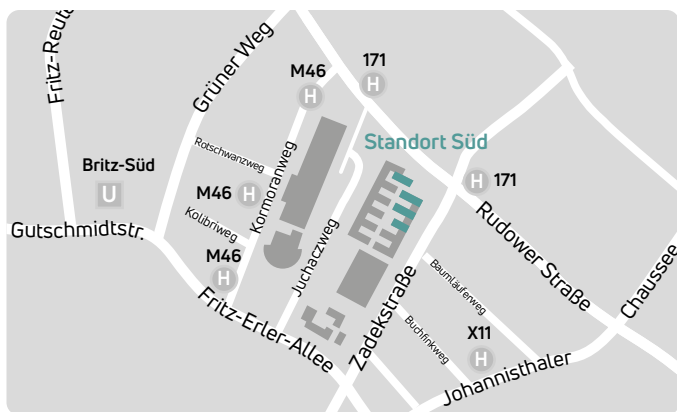 Fritz-Reute
Grüner Weg
M46
H
171
H
Rotschwanzweg
Standort Süd
Britz-Süd
U
M46
H
Kormoranweg
H
171
Kolibriweg
Gutschmidtstr.
M46
H
Juchaczweg
Rudower Straße
Baumläuferweg
Chaussee
Fritz-Erler-Allee
Zadekstraße
Buchfinkweg
X11
H
Johannisthaler